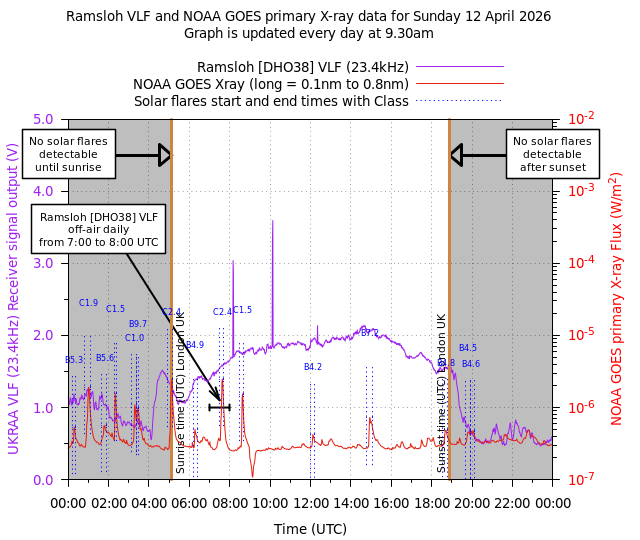 Ramsloh VLF and NOAA GOES primary X-ray data for Sunday 12 April 2026
Graph is updated every day at 9.30am
Ramsloh [DHO38] VLF (23.4kHz)
NOAA GOES Xray (long = 0.1nm to 0.8nm)
Solar flares start and end times with Class
5.0
4.0
3.0
2.0
1.0
0.0
UKRAA VLF (23.4kHz) Receiver signal output (V)
No solar flares
detectable
until sunrise
No solar flares
detectable
after sunset
Ramsloh [DHO38] VLF
off-air daily
from 7:00 to 8:00 UTC
B5.3
C1.9
B5.6
C1.5
B9.7
C1.0
C2.4
B4.9
C2.4
C1.5
B4.2
B7.2
B4.5
B4.6
Sunrise time (UTC) London UK
Sunset time (UTC) London UK
10-2
10-3
10-4
10-5
10-6
10-7
NOAA GOES primary X-ray Flux (W/m2)
00:00 02:00 04:00 06:00 08:00 10:00 12:00 14:00 16:00 18:00 20:00 22:00 00:00
Time (UTC)